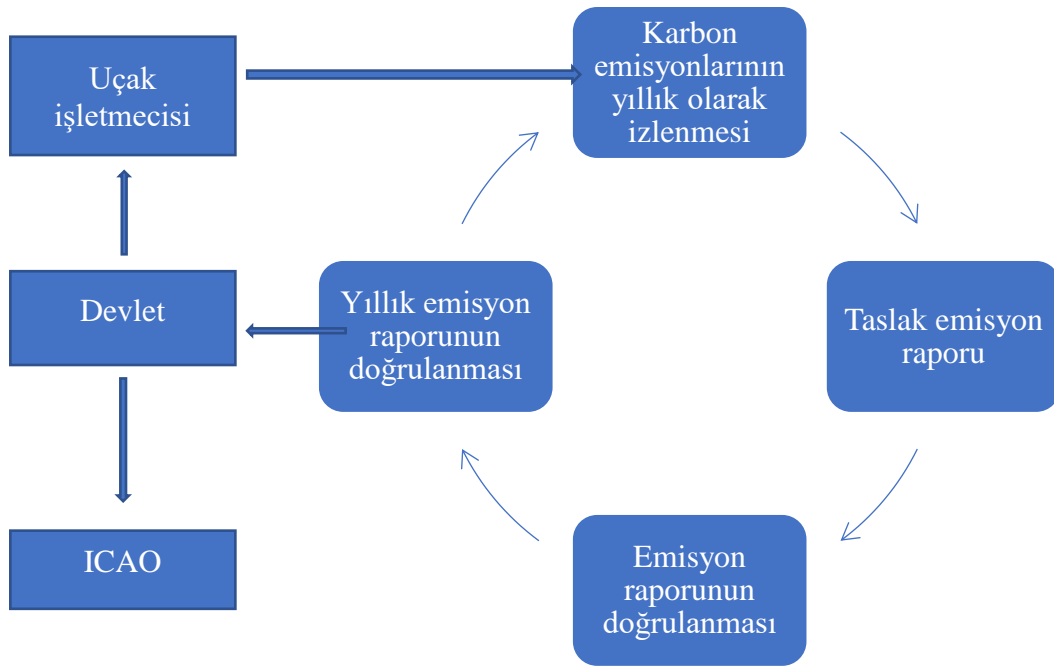 Uçak
işletmecisi
Karbon
emisyonlarının
yıllık olarak
izlenmesi
Devlet
Yıllık emisyon
raporunun
doğrulanması
Taslak emisyon
raporu
ICAO
Emisyon
raporunun
doğrulanması